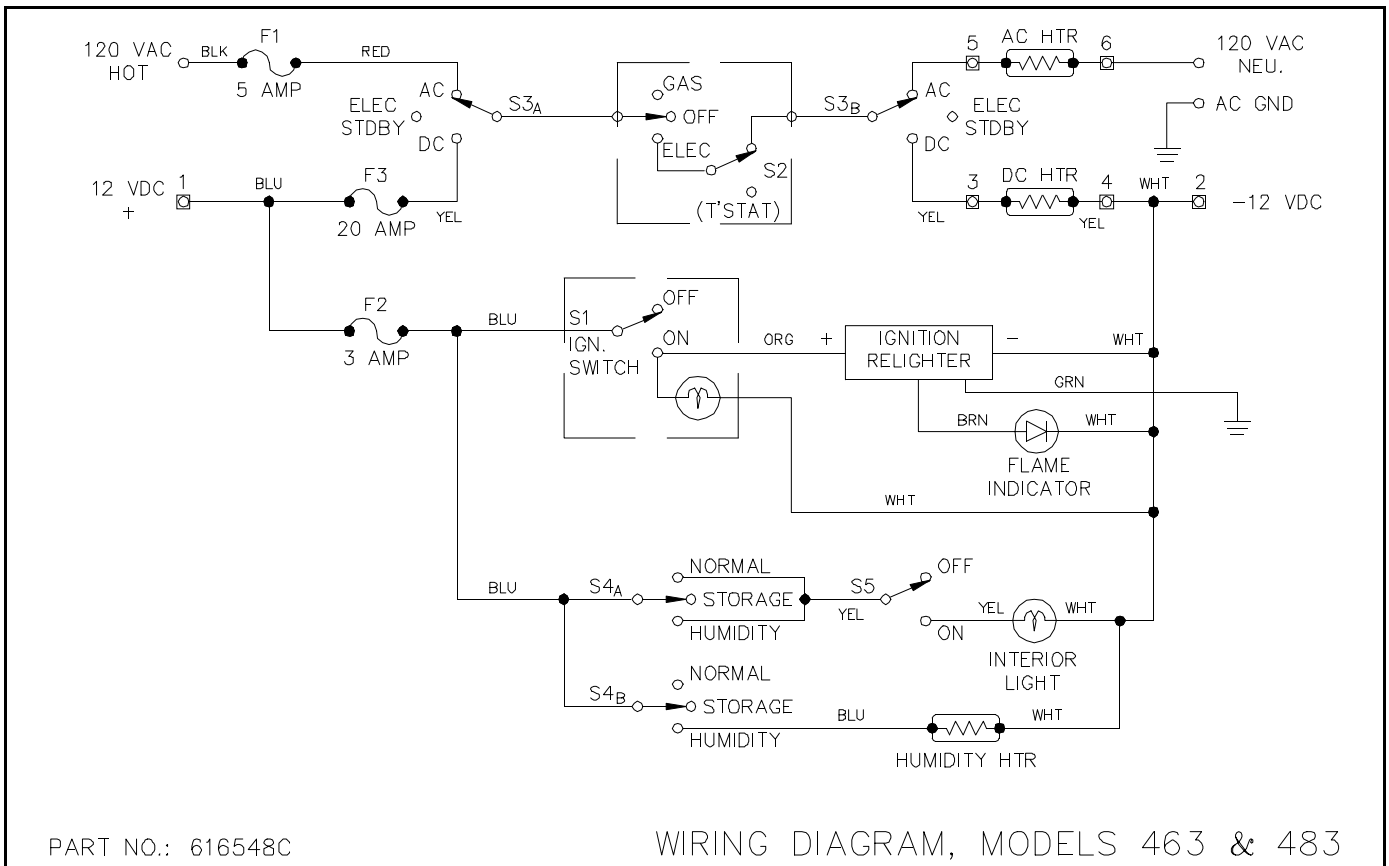 120 VAC
HOT
BLK
F1
5 AMP
RED
AC
ELEC
STDBY
DC
S3A
GAS
OFF
ELEC
S2
(T'STAT)
S3B
AC
ELEC
STDBY
DC
5
AC HTR
6
120 VAC
NEU.
AC GND
12 VDC
+
1
BLU
F3
20 AMP
YEL
YEL
3
DC HTR
4
YEL
WHT
2
-12 VDC
F2
3 AMP
BLU
S1
IGN.
SWITCH
OFF
ON
ORG
+
IGNITION
RELIGHTER
-
WHT
GRN
BRN
WHT
FLAME
INDICATOR
WHT
BLU
S4A
NORMAL
STORAGE
HUMIDITY
YEL
S5
OFF
ON
YEL
WHT
INTERIOR
LIGHT
S4B
NORMAL
STORAGE
HUMIDITY
BLU
WHT
HUMIDITY HTR
PART NO.: 616548C
WIRING DIAGRAM, MODELS 463 & 483